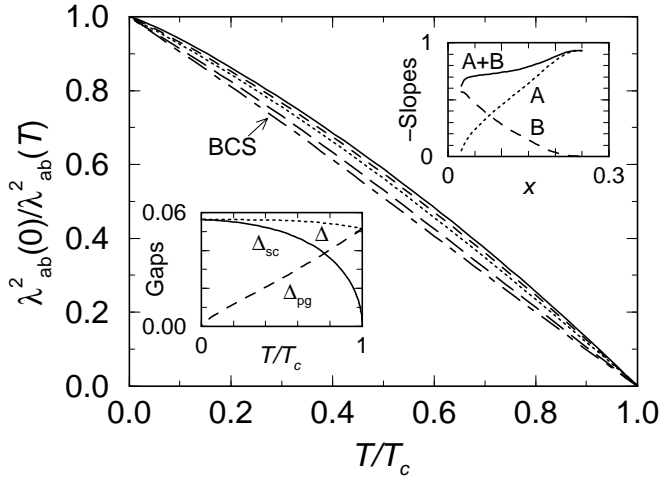 1.0
0.8
0.6
0.4
0.2
0.0
λ²ab(0)/λ²ab(T)
BCS
1
0
–Slopes
A+B
A
B
0
x
0.3
0.06
0.00
Gaps
Δ
Δsc
Δpg
0
T/Tc
1
0.0 0.2 0.4 0.6 0.8 1.0
T/Tc